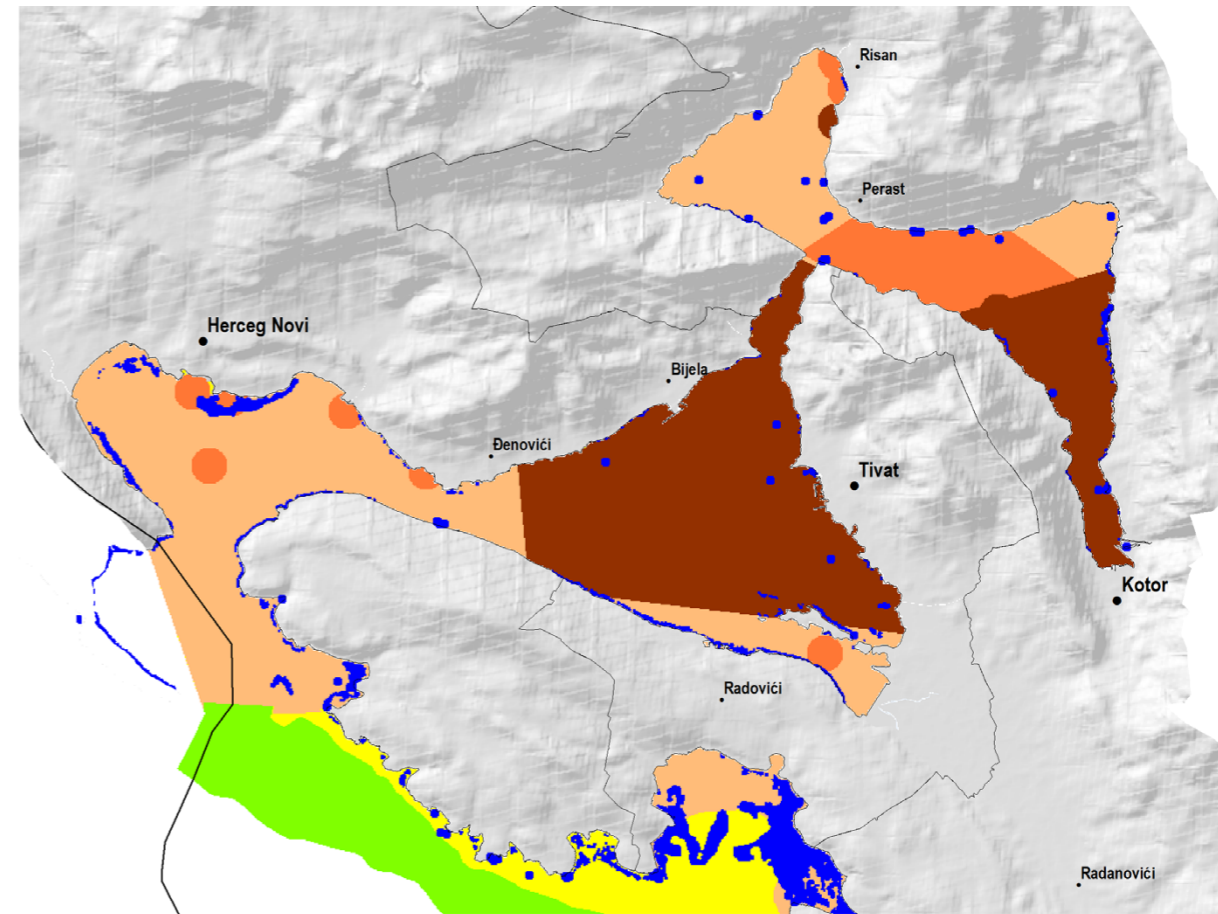 Risan
Perast
Herceg Novi
Bijela
Đenovići
Tivat
Kotor
Radovići
Radanovići